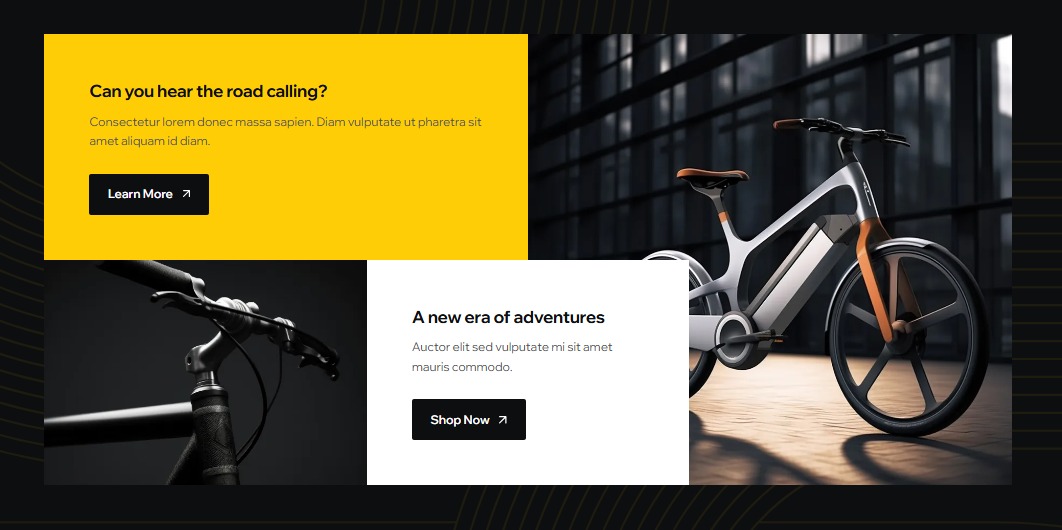 Can you hear the road calling?
Consectetur lorem donec massa sapien. Diam vulputate ut pharetra sit
amet aliquam id diam.
Learn More
A new era of adventures
Auctor elit sed vulputate mi sit amet
mauris commodo.
Shop Now